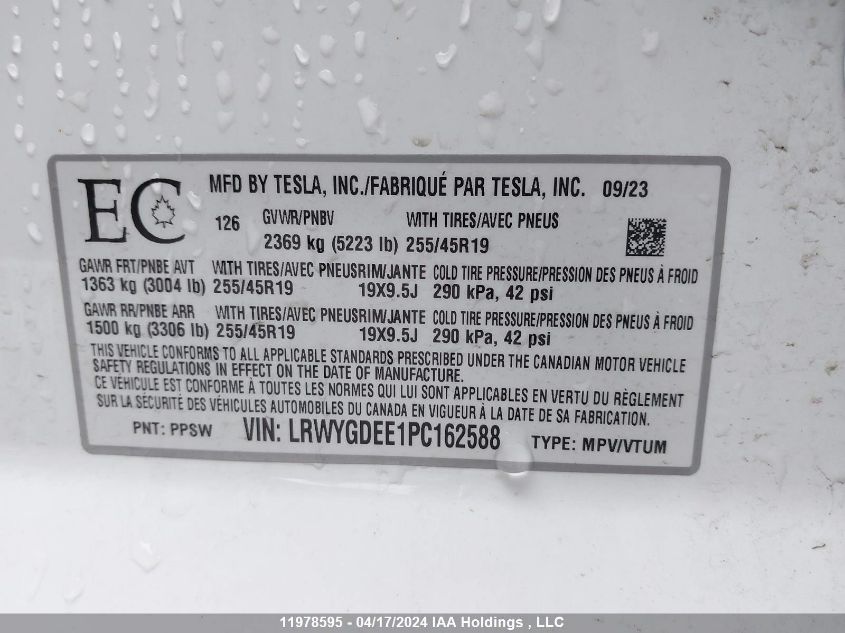 EC
MFD BY TESLA, INC./FABRIQUÉ PAR TESLA, INC. 09/23
126 GVWR/PNBV WITH TIRES/AVEC PNEUS
2369 kg (5223 lb) 255/45R19
GAWR FRT/PNBE AVT WITH TIRES/AVEC PNEUS RIM/JANTE COLD TIRE PRESSURE/PRESSION DES PNEUS À FROID
1363 kg (3004 lb) 255/45R19 19X9.5J 290 kPa, 42 psi
GAWR RR/PNBE ARR WITH TIRES/AVEC PNEUS RIM/JANTE COLD TIRE PRESSURE/PRESSION DES PNEUS À FROID
1500 kg (3306 lb) 255/45R19 19X9.5J 290 kPa, 42 psi
THIS VEHICLE CONFORMS TO ALL APPLICABLE STANDARDS PRESCRIBED UNDER THE CANADIAN MOTOR VEHICLE
SAFETY REGULATIONS IN EFFECT ON THE DATE OF MANUFACTURE.
CE VÉHICULE EST CONFORME À TOUTES LES NORMES QUI LUI SONT APPLICABLES EN VERTU DU RÈGLEMENT
SUR LA SÉCURITÉ DES VÉHICULES AUTOMOBILES DU CANADA EN VIGUEUR À LA DATE DE SA FABRICATION.
PNT: PPSW VIN: LRWYGDEE1PC162588 TYPE: MPV/VTUM
11978595 - 04/17/2024 IAA Holdings , LLC